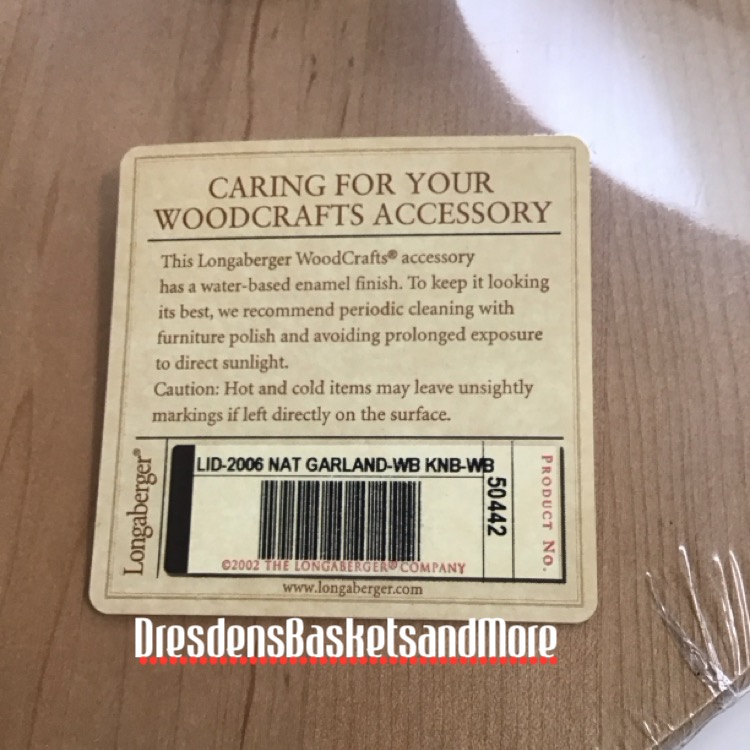 CARING FOR YOUR
WOODCRAFTS ACCESSORY
This Longaberger WoodCrafts® accessory
has a water-based enamel finish. To keep it looking
its best, we recommend periodic cleaning with
furniture polish and avoiding prolonged exposure
to direct sunlight.
Caution: Hot and cold items may leave unsightly
markings if left directly on the surface.
Longaberger®
LID-2006 NAT GARLAND-WB KNB-WB
50442
PRODUCT NO.
©2002 THE LONGABERGER® COMPANY
www.longaberger.com
DresdensBasketsandMore